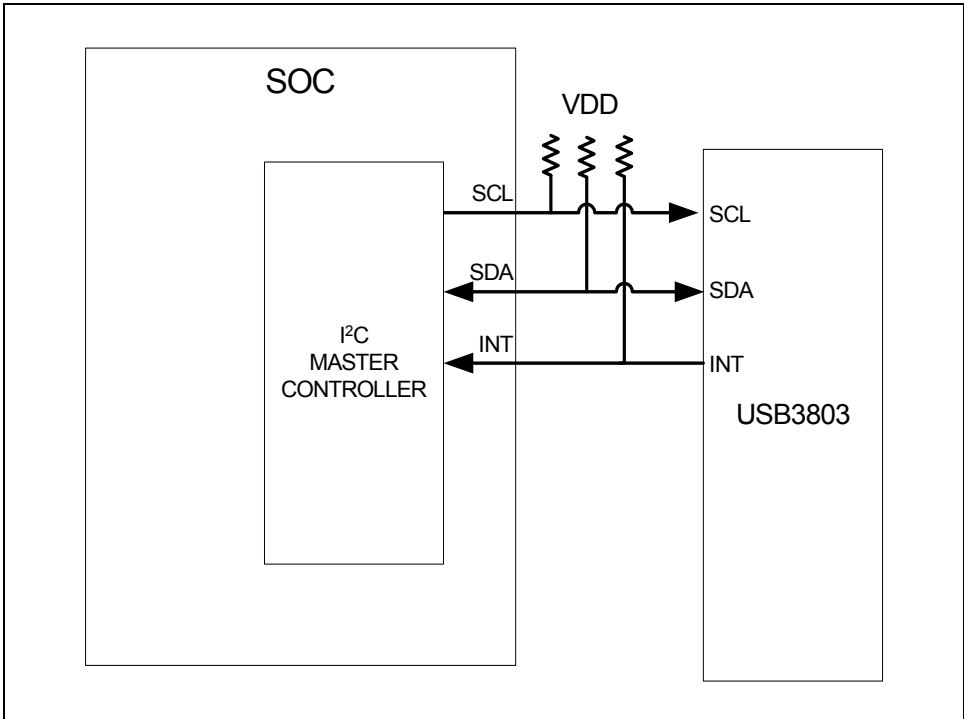 SOC
VDD
SCL
SCL
SDA
SDA
INT
INT
I²C
MASTER
CONTROLLER
USB3803